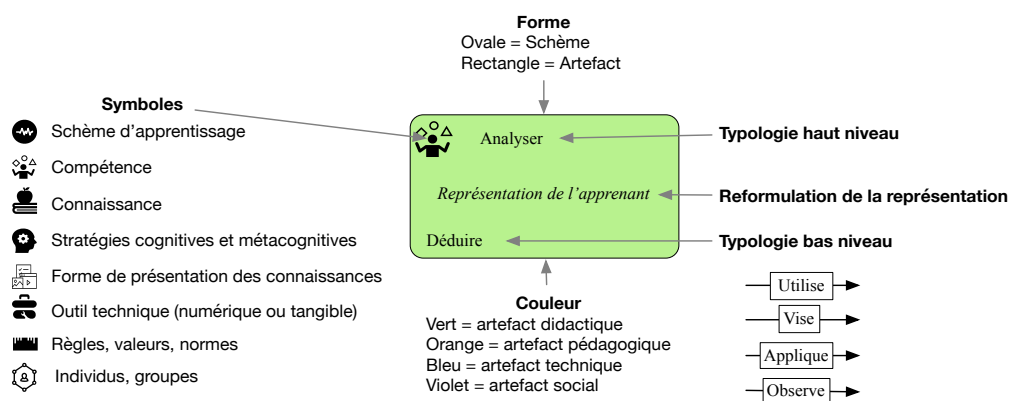 Forme
Ovale = Schème
Rectangle = Artefact
Symboles
Schème d'apprentissage
Compétence
Connaissance
Stratégies cognitives et métacognitives
Forme de présentation des connaissances
Outil technique (numérique ou tangible)
Règles, valeurs, normes
Individus, groupes
Analyser
Représentation de l'apprenant
Déduire
Typologie haut niveau
Reformulation de la représentation
Typologie bas niveau
Couleur
Vert = artefact didactique
Orange = artefact pédagogique
Bleu = artefact technique
Violet = artefact social
Utilise
Vise
Applique
Observe